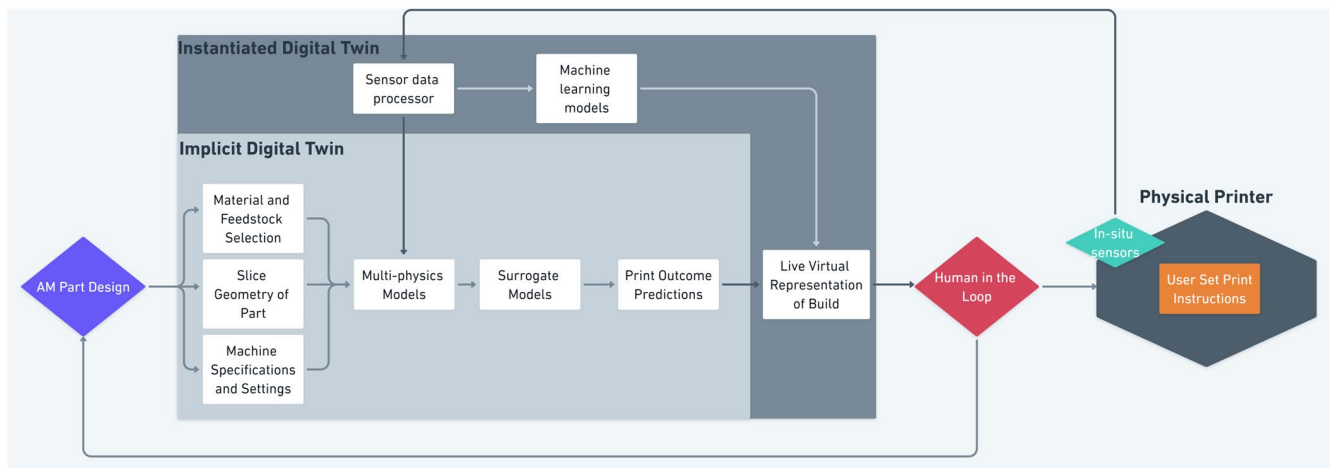 Instantiated Digital Twin
Sensor data
processor
Machine
learning
models
Implicit Digital Twin
Material and
Feedstock
Selection
Slice
Geometry of
Part
Machine
Specifications
and Settings
AM Part Design
Multi-physics
Models
Surrogate
Models
Print Outcome
Predictions
Live Virtual
Representation
of Build
Human in the
Loop
Physical Printer
In-situ
sensors
User Set Print
Instructions